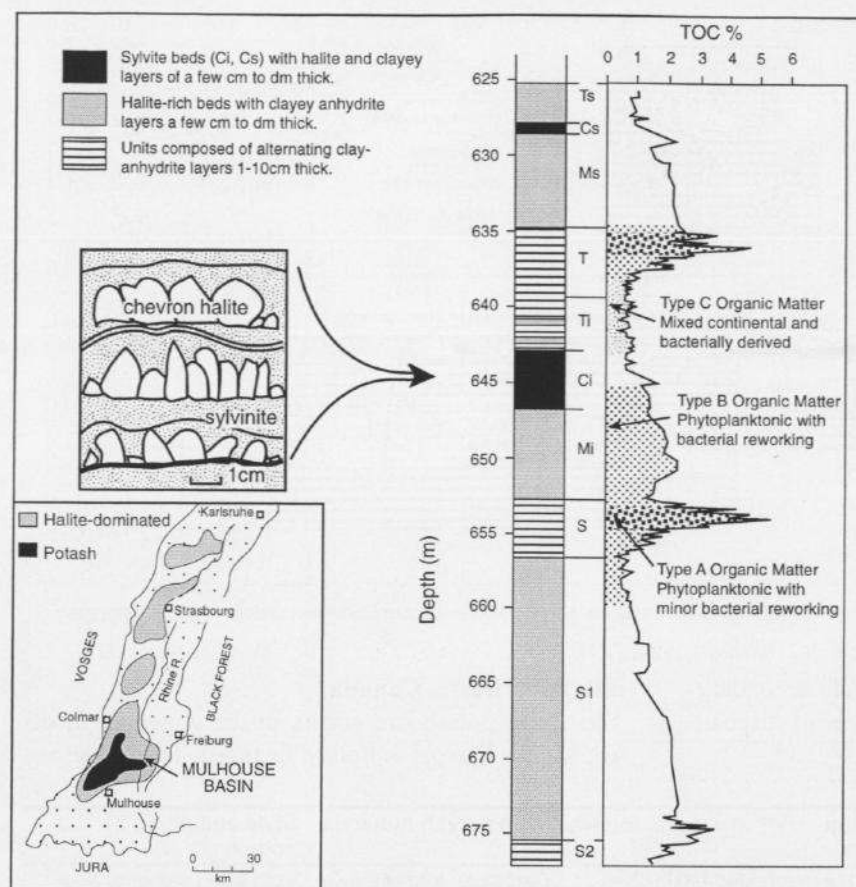 Sylvite beds (Ci, Cs) with halite and clayey
layers of a few cm to dm thick.
Halite-rich beds with clayey anhydrite
layers a few cm to dm thick.
Units composed of alternating clay-
anhydrite layers 1-10cm thick.
chevron halite
sylvinite
1cm
Halite-dominated
Potash
Karlsruhe
Strasbourg
VOSGES
Rhine R.
BLACK FOREST
Colmar
Freiburg
MULHOUSE
BASIN
Mulhouse
JURA
0 30
km
TOC %
0 1 2 3 4 5 6
Depth (m)
625
630
635
640
645
650
655
660
665
670
675
Ts
Cs
Ms
T
Ti
Ci
Mi
S
S1
S2
Type C Organic Matter
Mixed continental and
bacterially derived
Type B Organic Matter
Phytoplanktonic with
bacterial reworking
Type A Organic Matter
Phytoplanktonic with
minor bacterial reworking